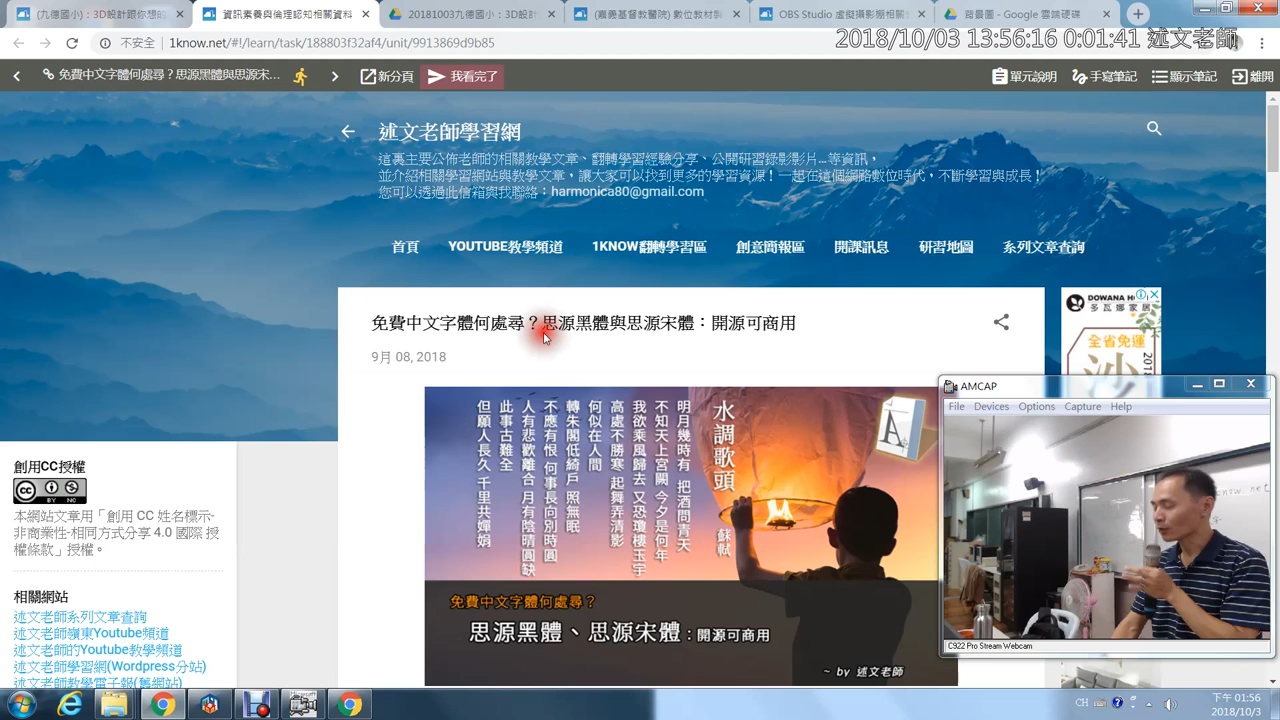 (九德國小) : 3D設計跟你想的
資訊素養與倫理認知相關資料
20181003九德國小 : 3D設計
(嘉義基督教醫院) 數位教材製
OBS Studio 虛擬攝影棚相關
背景圖 - Google 雲端硬碟
不安全
1know.net/#!/learn/task/188803f32af4/unit/9913869d9b85
2018/10/03 13:56:16 0:01:41 述文老師
免費中文字體何處尋？思源黑體與思源宋...
新分頁
我看完了
單元說明
手寫筆記
顯示筆記
離開
述文老師學習網
這裏主要公佈老師的相關教學文章、翻轉學習經驗分享、公開研習錄影影片...等資訊，
並介紹相關學習網站與教學文章，讓大家可以找到更多的學習資源！一起在這個網路數位時代，不斷學習與成長！
您可以透過此信箱與我聯絡：harmonica80@gmail.com
首頁
YOUTUBE教學頻道
1KNOW翻轉學習區
創意簡報區
開課訊息
研習地圖
系列文章查詢
免費中文字體何處尋？思源黑體與思源宋體：開源可商用
9月 08, 2018
水調歌頭
蘇軾
明月幾時有 把酒問青天
不知天上宮闕 今夕是何年
我欲乘風歸去 又恐瓊樓玉宇
高處不勝寒 起舞弄清影
何似在人間
轉朱閣低綺戶 照無眠
不應有恨 何事長向別時圓
人有悲歡離合 月有陰晴圓缺
此事古難全
但願人長久 千里共嬋娟
A
免費中文字體何處尋？
思源黑體、思源宋體：開源可商用
~ by 述文老師
DOWANA H
多瓦娜家居
全省免運
2018
AMCAP
File Devices Options Capture Help
C922 Pro Stream Webcam
創用CC授權
CC BY NC
本網站文章用「創用 CC 姓名標示-
非商業性-相同方式分享 4.0 國際 授
權條款」授權。
相關網站
述文老師系列文章查詢
述文老師嶺東Youtube頻道
述文老師的Youtube教學頻道
述文老師學習網(Wordpress分站)
述文老師教學電子報(舊網站)
CH
下午 01:56
2018/10/3